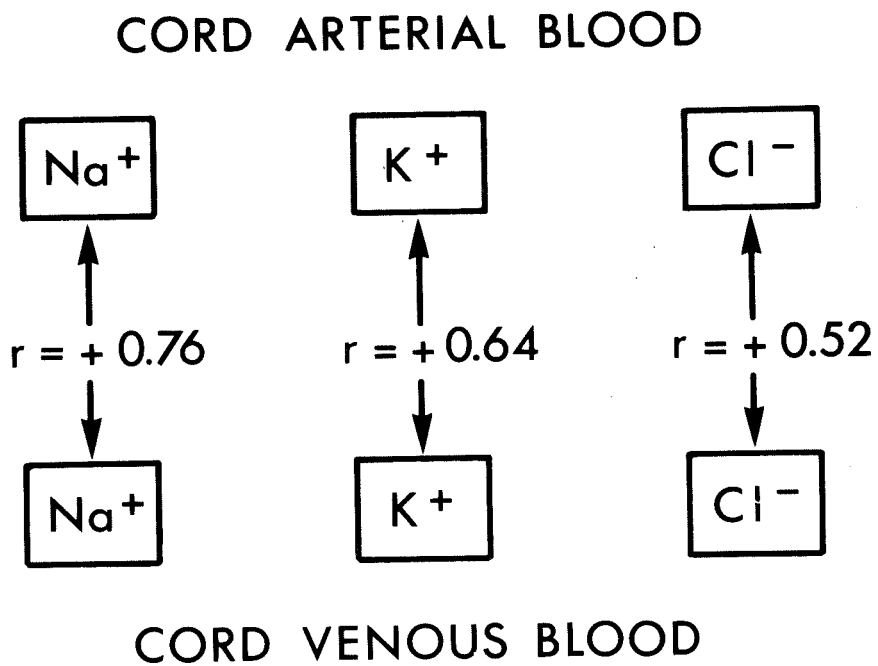 CORD ARTERIAL BLOOD
Na+ K+ Cl−
r = + 0.76 r = + 0.64 r = + 0.52
Na+ K+ Cl−
CORD VENOUS BLOOD